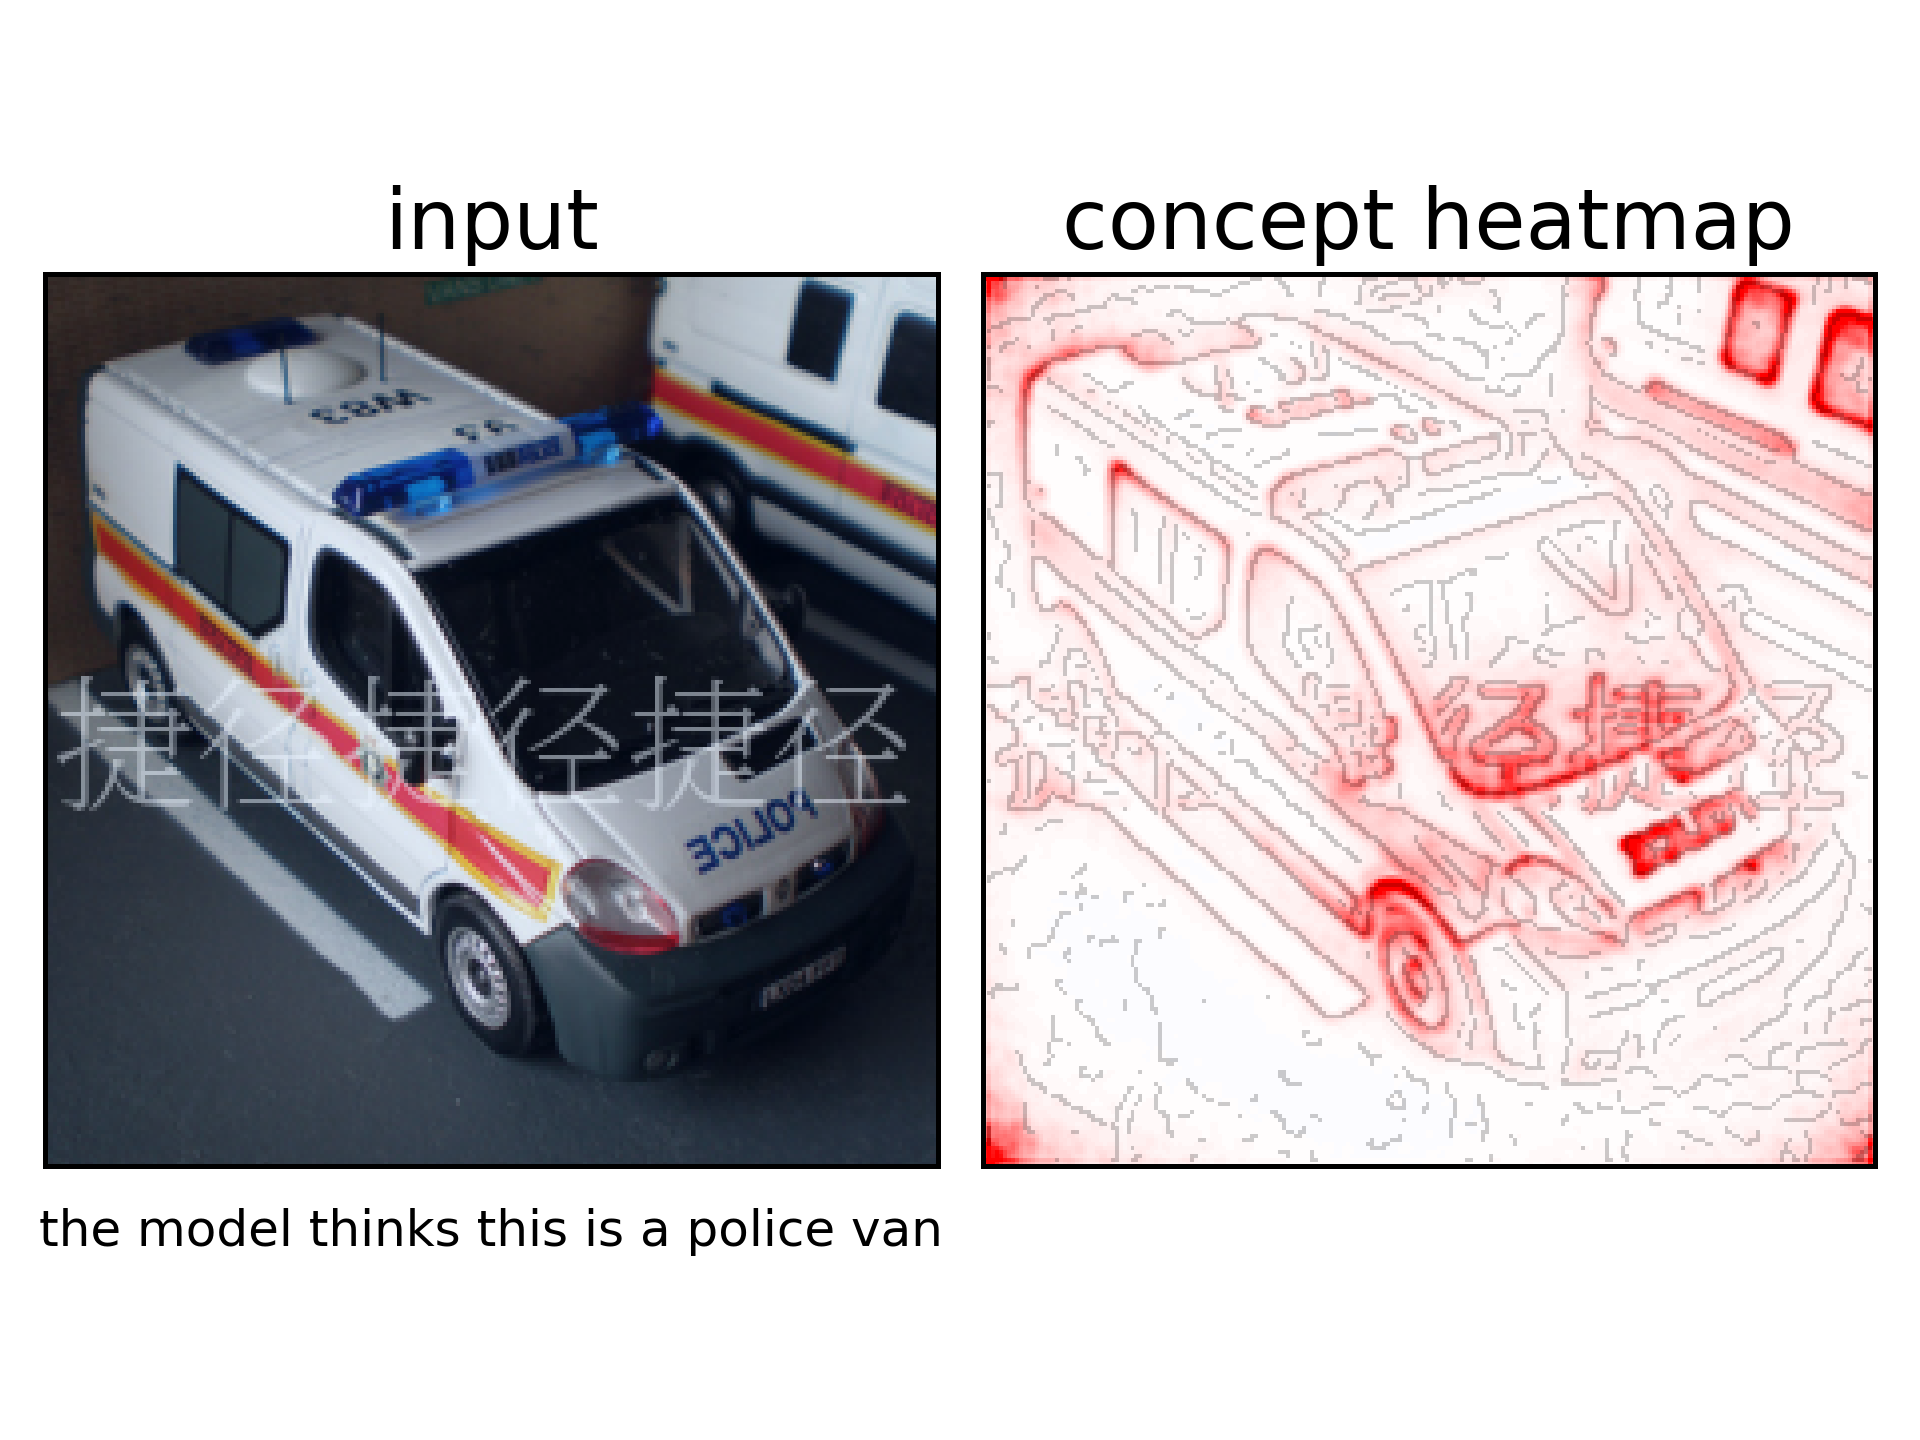 input concept heatmap
捷径捷径捷径
POLICE
the model thinks this is a police van